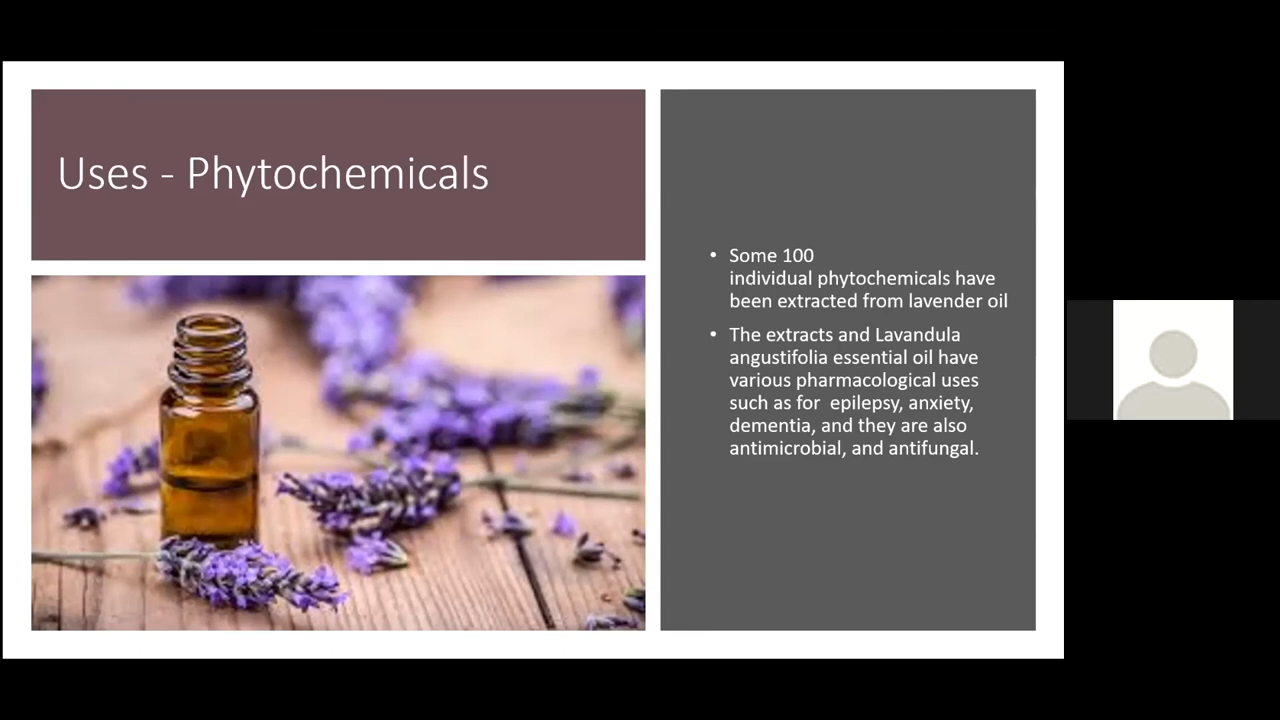 Uses - Phytochemicals
• Some 100
individual phytochemicals have
been extracted from lavender oil
• The extracts and Lavandula
angustifolia essential oil have
various pharmacological uses
such as for  epilepsy, anxiety,
dementia, and they are also
antimicrobial, and antifungal.